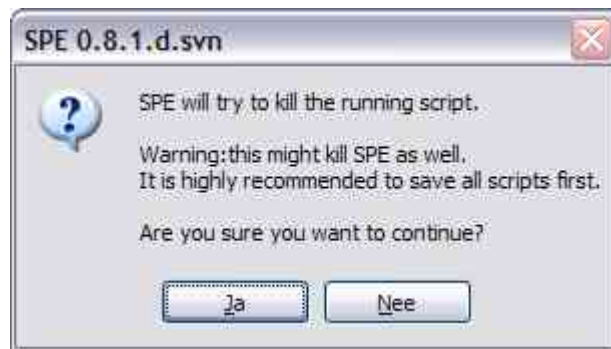 SPE 0.8.1.d.svn
SPE will try to kill the running script.
Warning:this might kill SPE as well.
It is highly recommended to save all scripts first.
Are you sure you want to continue?
Ja
Nee